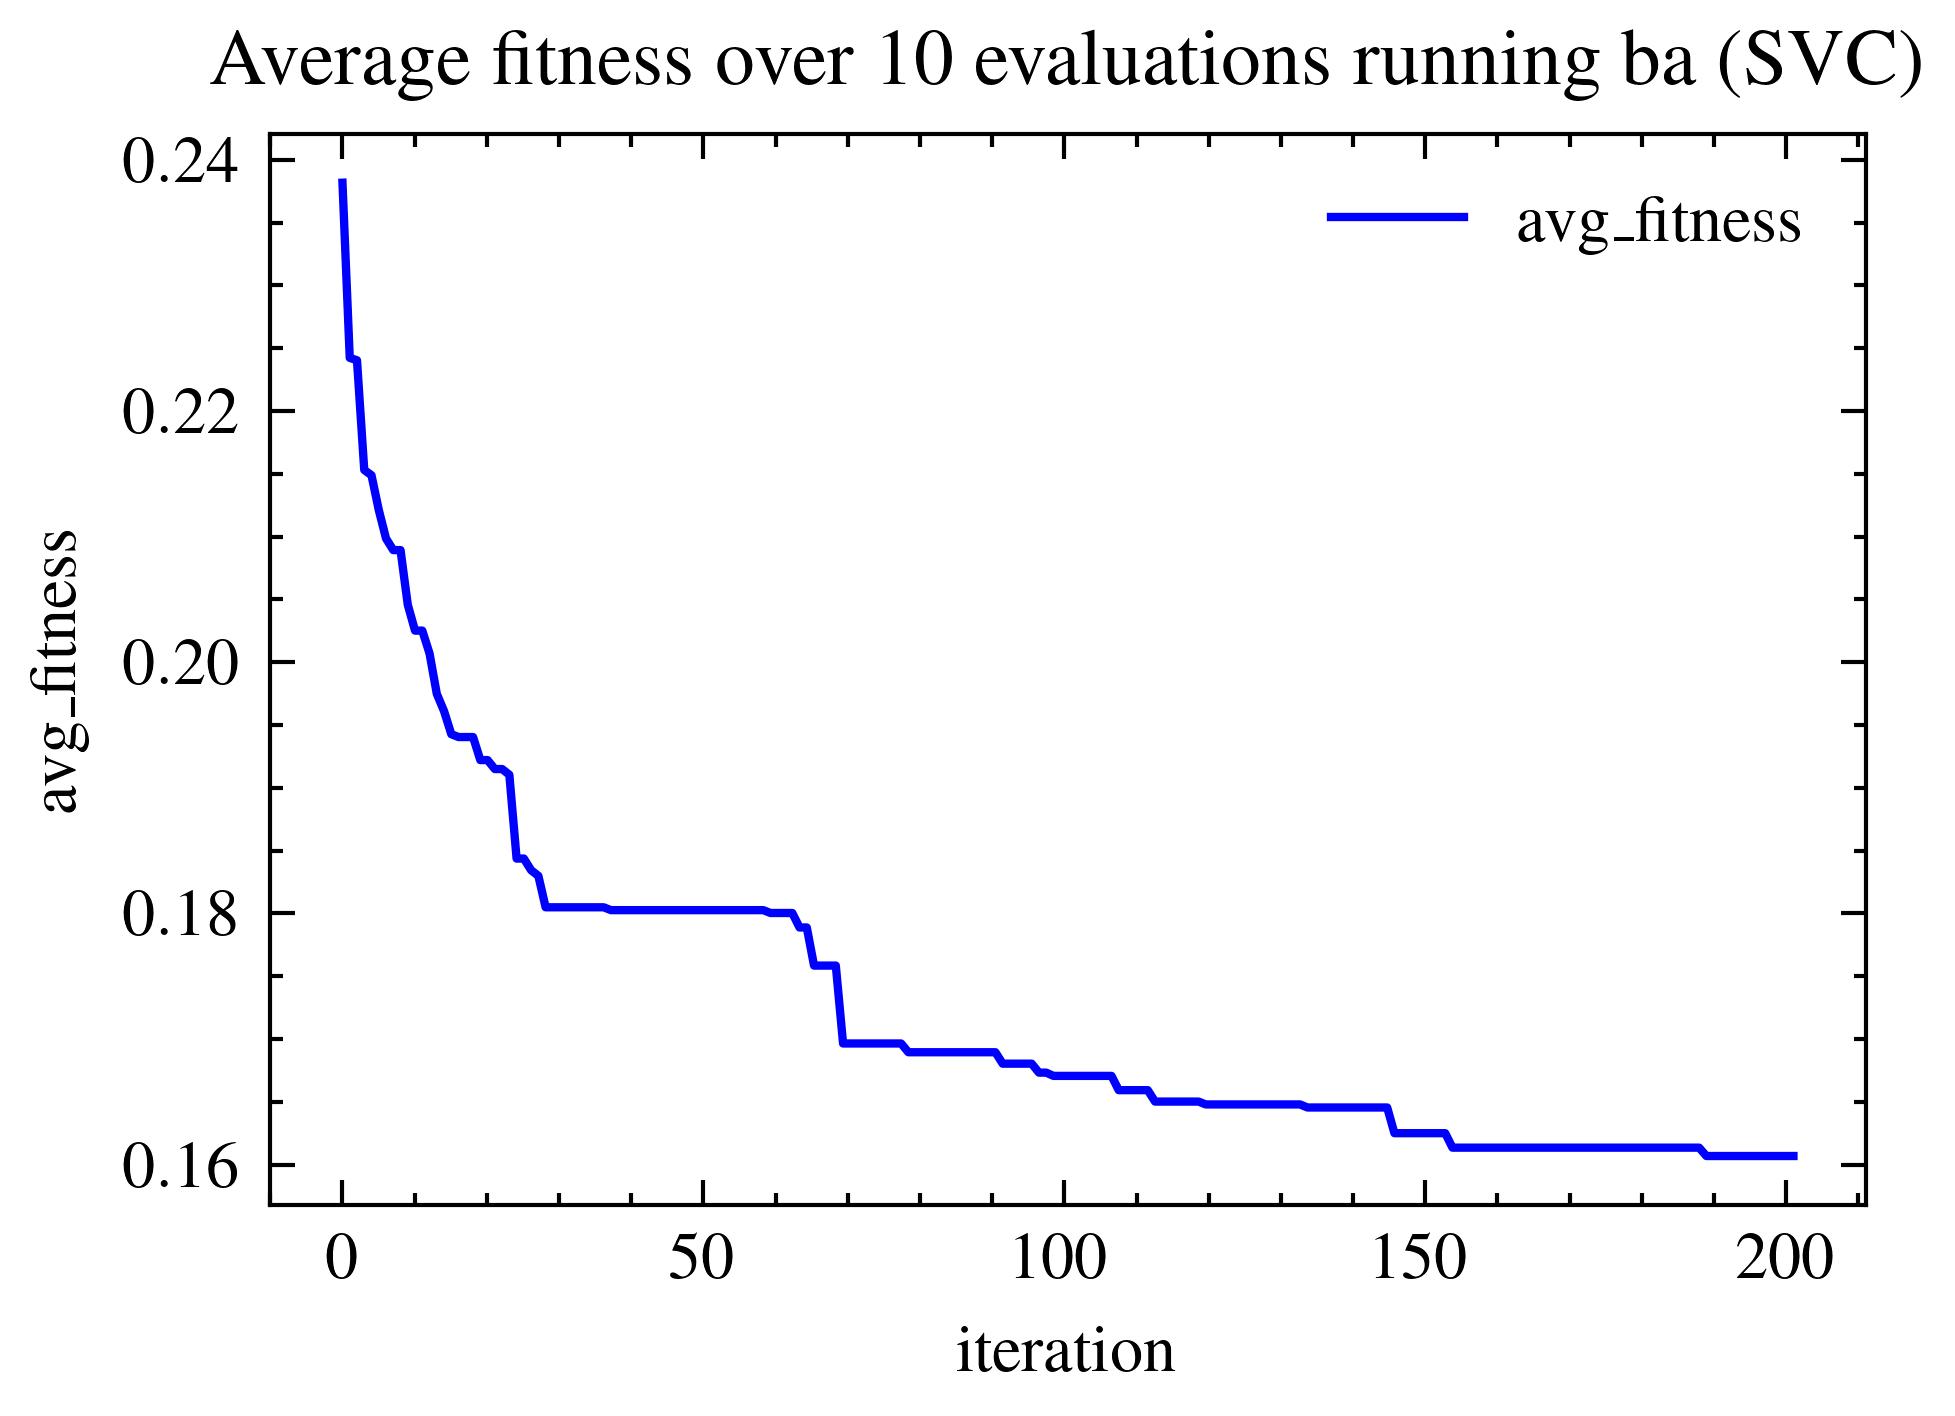 Average fitness over 10 evaluations running ba (SVC)
avg_fitness
0.24
0.22
0.20
0.18
0.16
avg_fitness
0 50 100 150 200
iteration